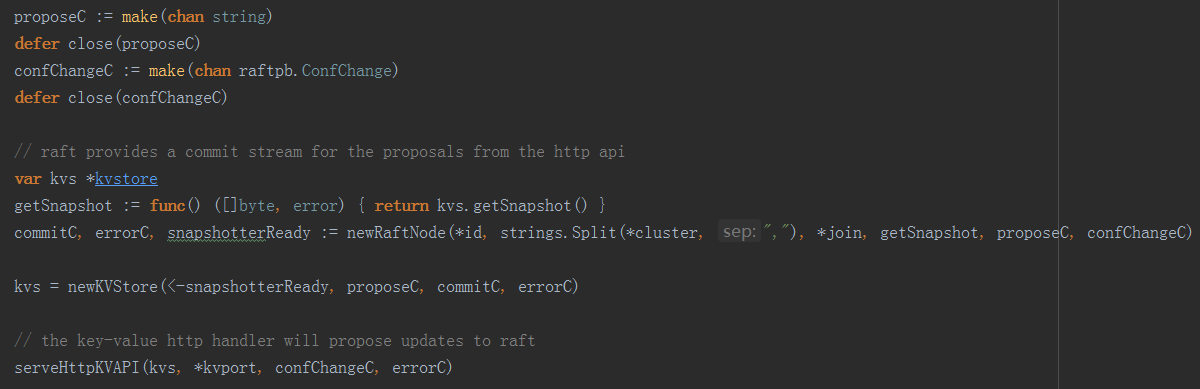 proposeC := make(chan string)
defer close(proposeC)
confChangeC := make(chan raftpb.ConfChange)
defer close(confChangeC)
// raft provides a commit stream for the proposals from the http api
var kvs *kvstore
getSnapshot := func() ([]byte, error) { return kvs.getSnapshot() }
commitC, errorC, snapshotterReady := newRaftNode(*id, strings.Split(*cluster, sep: ","), *join, getSnapshot, proposeC, confChangeC)
kvs = newKVStore(<-snapshotterReady, proposeC, commitC, errorC)
// the key-value http handler will propose updates to raft
serveHttpKVAPI(kvs, *kvport, confChangeC, errorC)